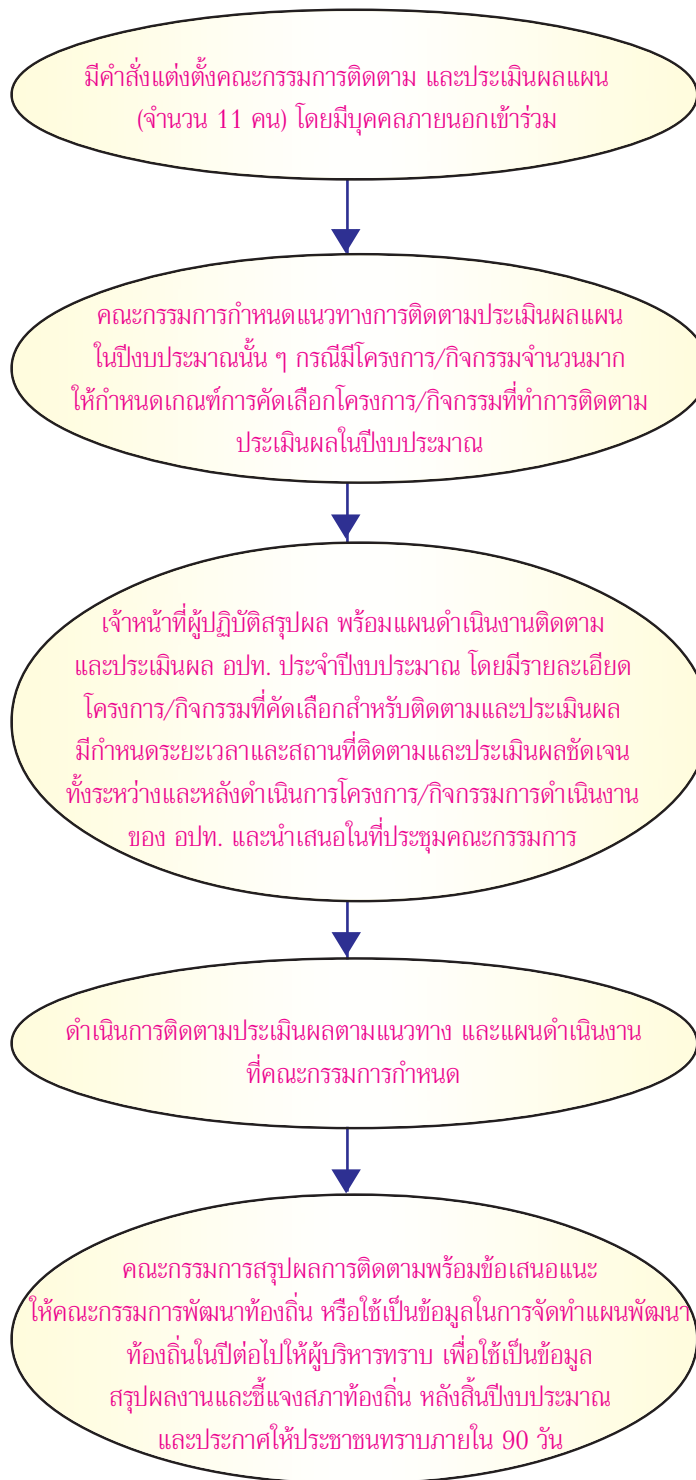 มีคำสั่งแต่งตั้งคณะกรรมการติดตาม และประเมินผลแผน
(จำนวน 11 คน) โดยมีบุคคลภายนอกเข้าร่วม
คณะกรรมการกำหนดแนวทางการติดตามประเมินผลแผน
ในปีงบประมาณนั้น ๆ กรณีมีโครงการ/กิจกรรมจำนวนมาก
ให้กำหนดเกณฑ์การคัดเลือกโครงการ/กิจกรรมที่ทำการติดตาม
ประเมินผลในปีงบประมาณ
เจ้าหน้าที่ผู้ปฏิบัติสรุปผล พร้อมแผนดำเนินงานติดตาม
และประเมินผล อปท. ประจำปีงบประมาณ โดยมีรายละเอียด
โครงการ/กิจกรรมที่คัดเลือกสำหรับติดตามและประเมินผล
มีกำหนดระยะเวลาและสถานที่ติดตามและประเมินผลชัดเจน
ทั้งระหว่างและหลังดำเนินการโครงการ/กิจกรรมการดำเนินงาน
ของ อปท. และนำเสนอในที่ประชุมคณะกรรมการ
ดำเนินการติดตามประเมินผลตามแนวทาง และแผนดำเนินงาน
ที่คณะกรรมการกำหนด
คณะกรรมการสรุปผลการติดตามพร้อมข้อเสนอแนะ
ให้คณะกรรมการพัฒนาท้องถิ่น หรือใช้เป็นข้อมูลในการจัดทำแผนพัฒนา
ท้องถิ่นในปีต่อไปให้ผู้บริหารทราบ เพื่อใช้เป็นข้อมูล
สรุปผลงานและชี้แจงสภาท้องถิ่น หลังสิ้นปีงบประมาณ
และประกาศให้ประชาชนทราบภายใน 90 วัน